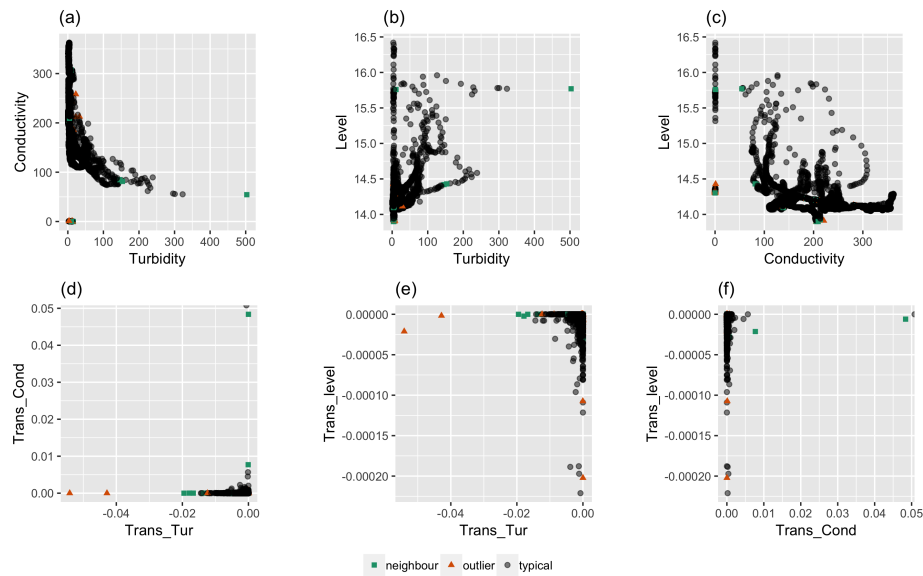 (a)
Conductivity
300
200
100
0
0 100 200 300 400 500
Turbidity
(b)
Level
16.5
16.0
15.5
15.0
14.5
14.0
0 100 200 300 400 500
Turbidity
(c)
Level
16.5
16.0
15.5
15.0
14.5
14.0
0 100 200 300
Conductivity
(d)
Trans_Cond
0.05
0.04
0.03
0.02
0.01
0.00
-0.04 -0.02 0.00
Trans_Tur
(e)
Trans_level
0.00000
-0.00005
-0.00010
-0.00015
-0.00020
-0.04 -0.02 0.00
Trans_Tur
(f)
Trans_level
0.00000
-0.00005
-0.00010
-0.00015
-0.00020
0.00 0.01 0.02 0.03 0.04 0.05
Trans_Cond
neighbour outlier typical